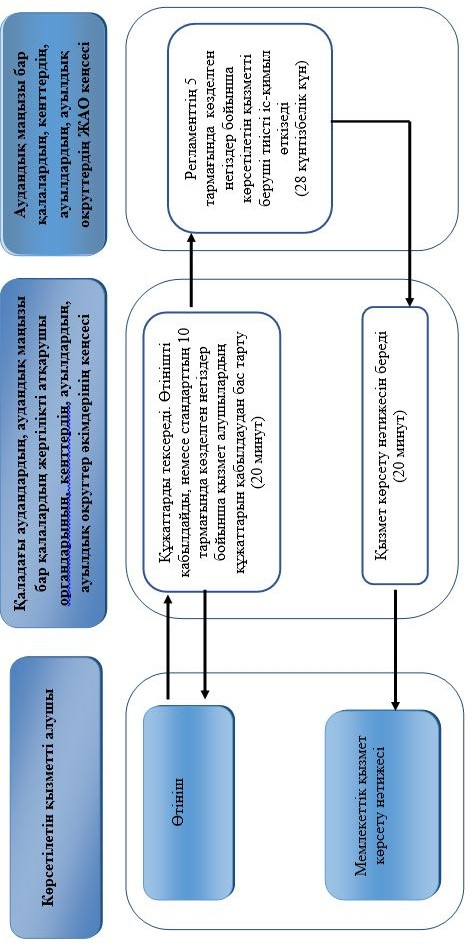 Көрсетілетін қызметті алушы
Қаладағы аудандардың, аудандық маңызы
бар қалалардың жергілікті атқарушы
органдарының, кенттердің, ауылдардың,
ауылдық округтер әкімдерінің кеңсесі
Аудандық маңызы бар
қалалардың, кенттердің,
ауылдардың, ауылдық
округтердің ЖАО кеңсесі
Өтініш
Құжаттарды тексереді. Өтінішті
қабылдайды, немесе стандарттың 10
тармағында көзделген негіздер
бойынша қызмет алушылардың
құжаттарын қабылдаудан бас тарту
(20 минут)
Регламенттің 5
тармағында көзделген
негіздер бойынша
көрсетілетін қызметті
беруші тиісті іс-қимыл
өткізеді
(28 күнтізбелік күн)
Мемлекеттік қызмет
көрсету нәтижесі
Қызмет көрсету нәтижесін береді
(20 минут)